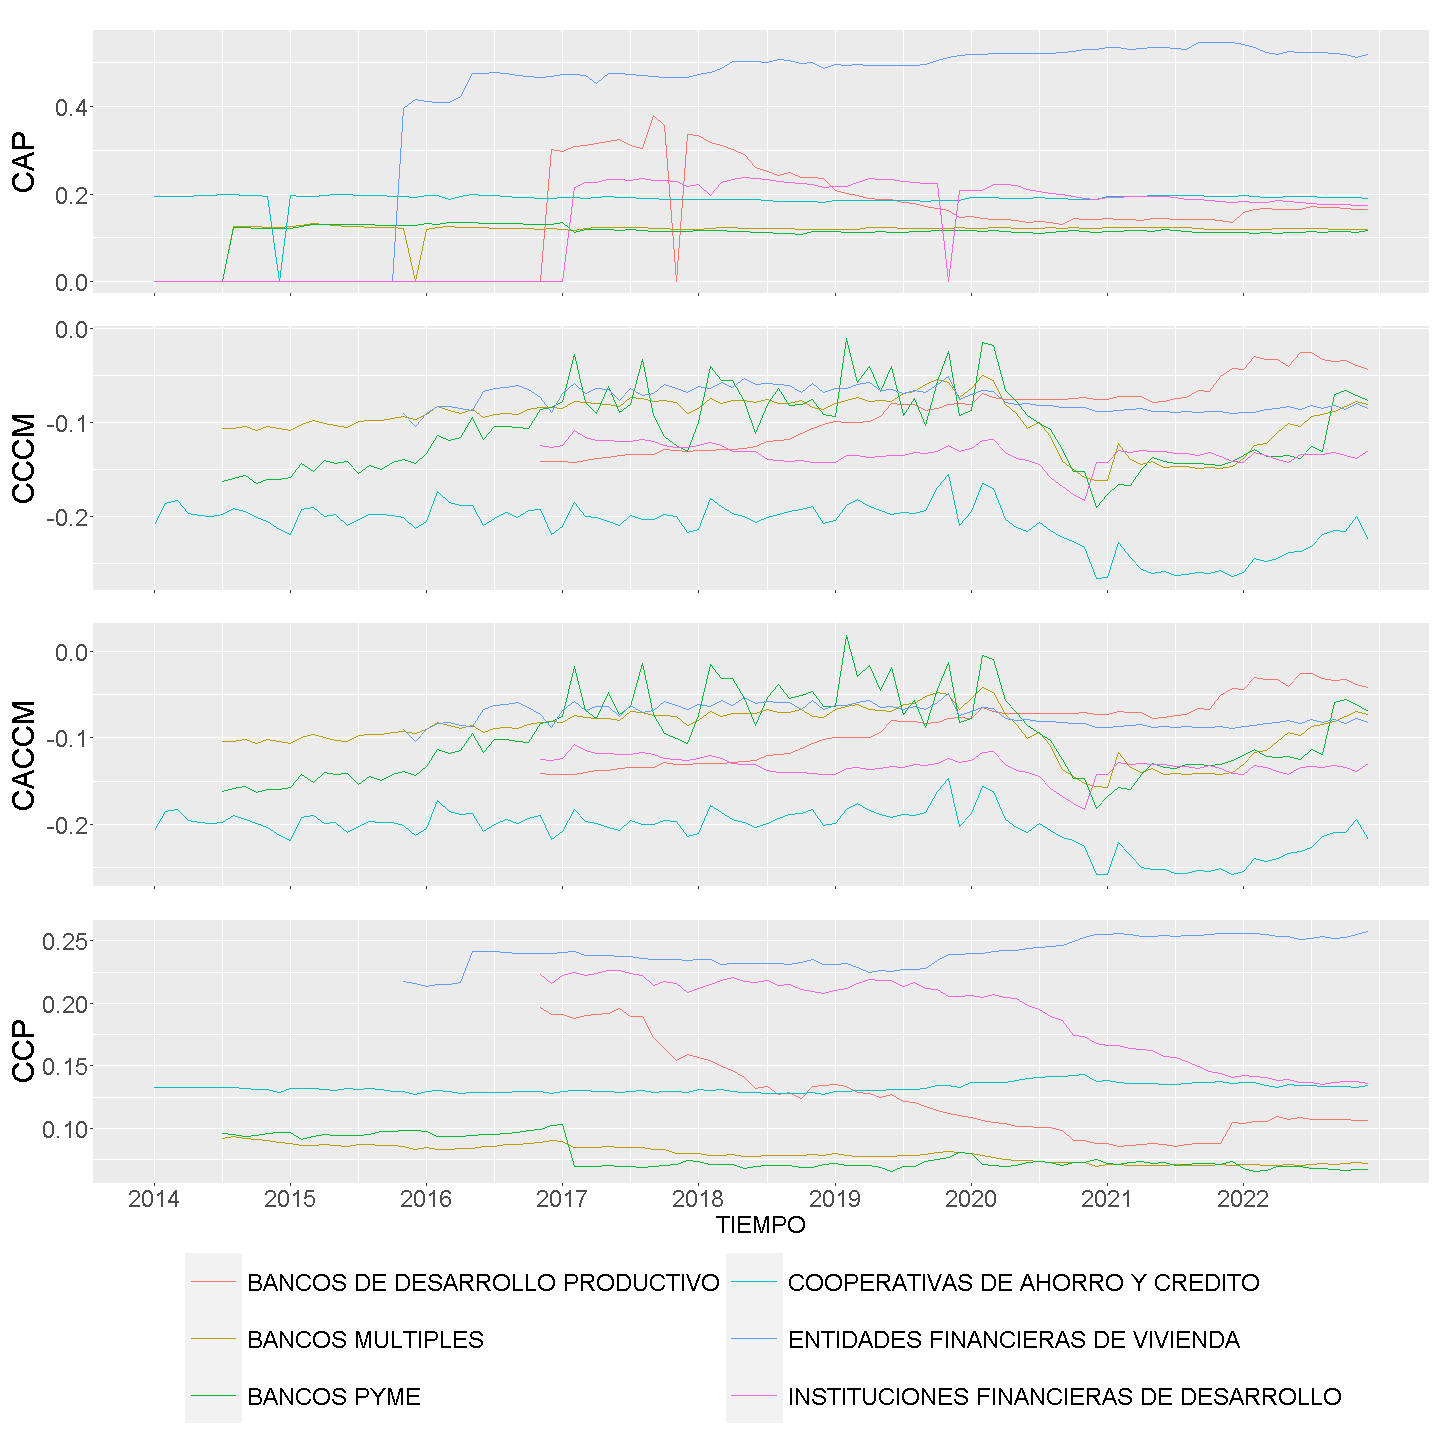 CAP
0.4
0.2
0.0
CCCM
0.0
-0.1
-0.2
CACCM
0.0
-0.1
-0.2
CCP
0.25
0.20
0.15
0.10
2014 2015 2016 2017 2018 2019 2020 2021 2022
TIEMPO
BANCOS DE DESARROLLO PRODUCTIVO
COOPERATIVAS DE AHORRO Y CREDITO
BANCOS MULTIPLES
ENTIDADES FINANCIERAS DE VIVIENDA
BANCOS PYME
INSTITUCIONES FINANCIERAS DE DESARROLLO